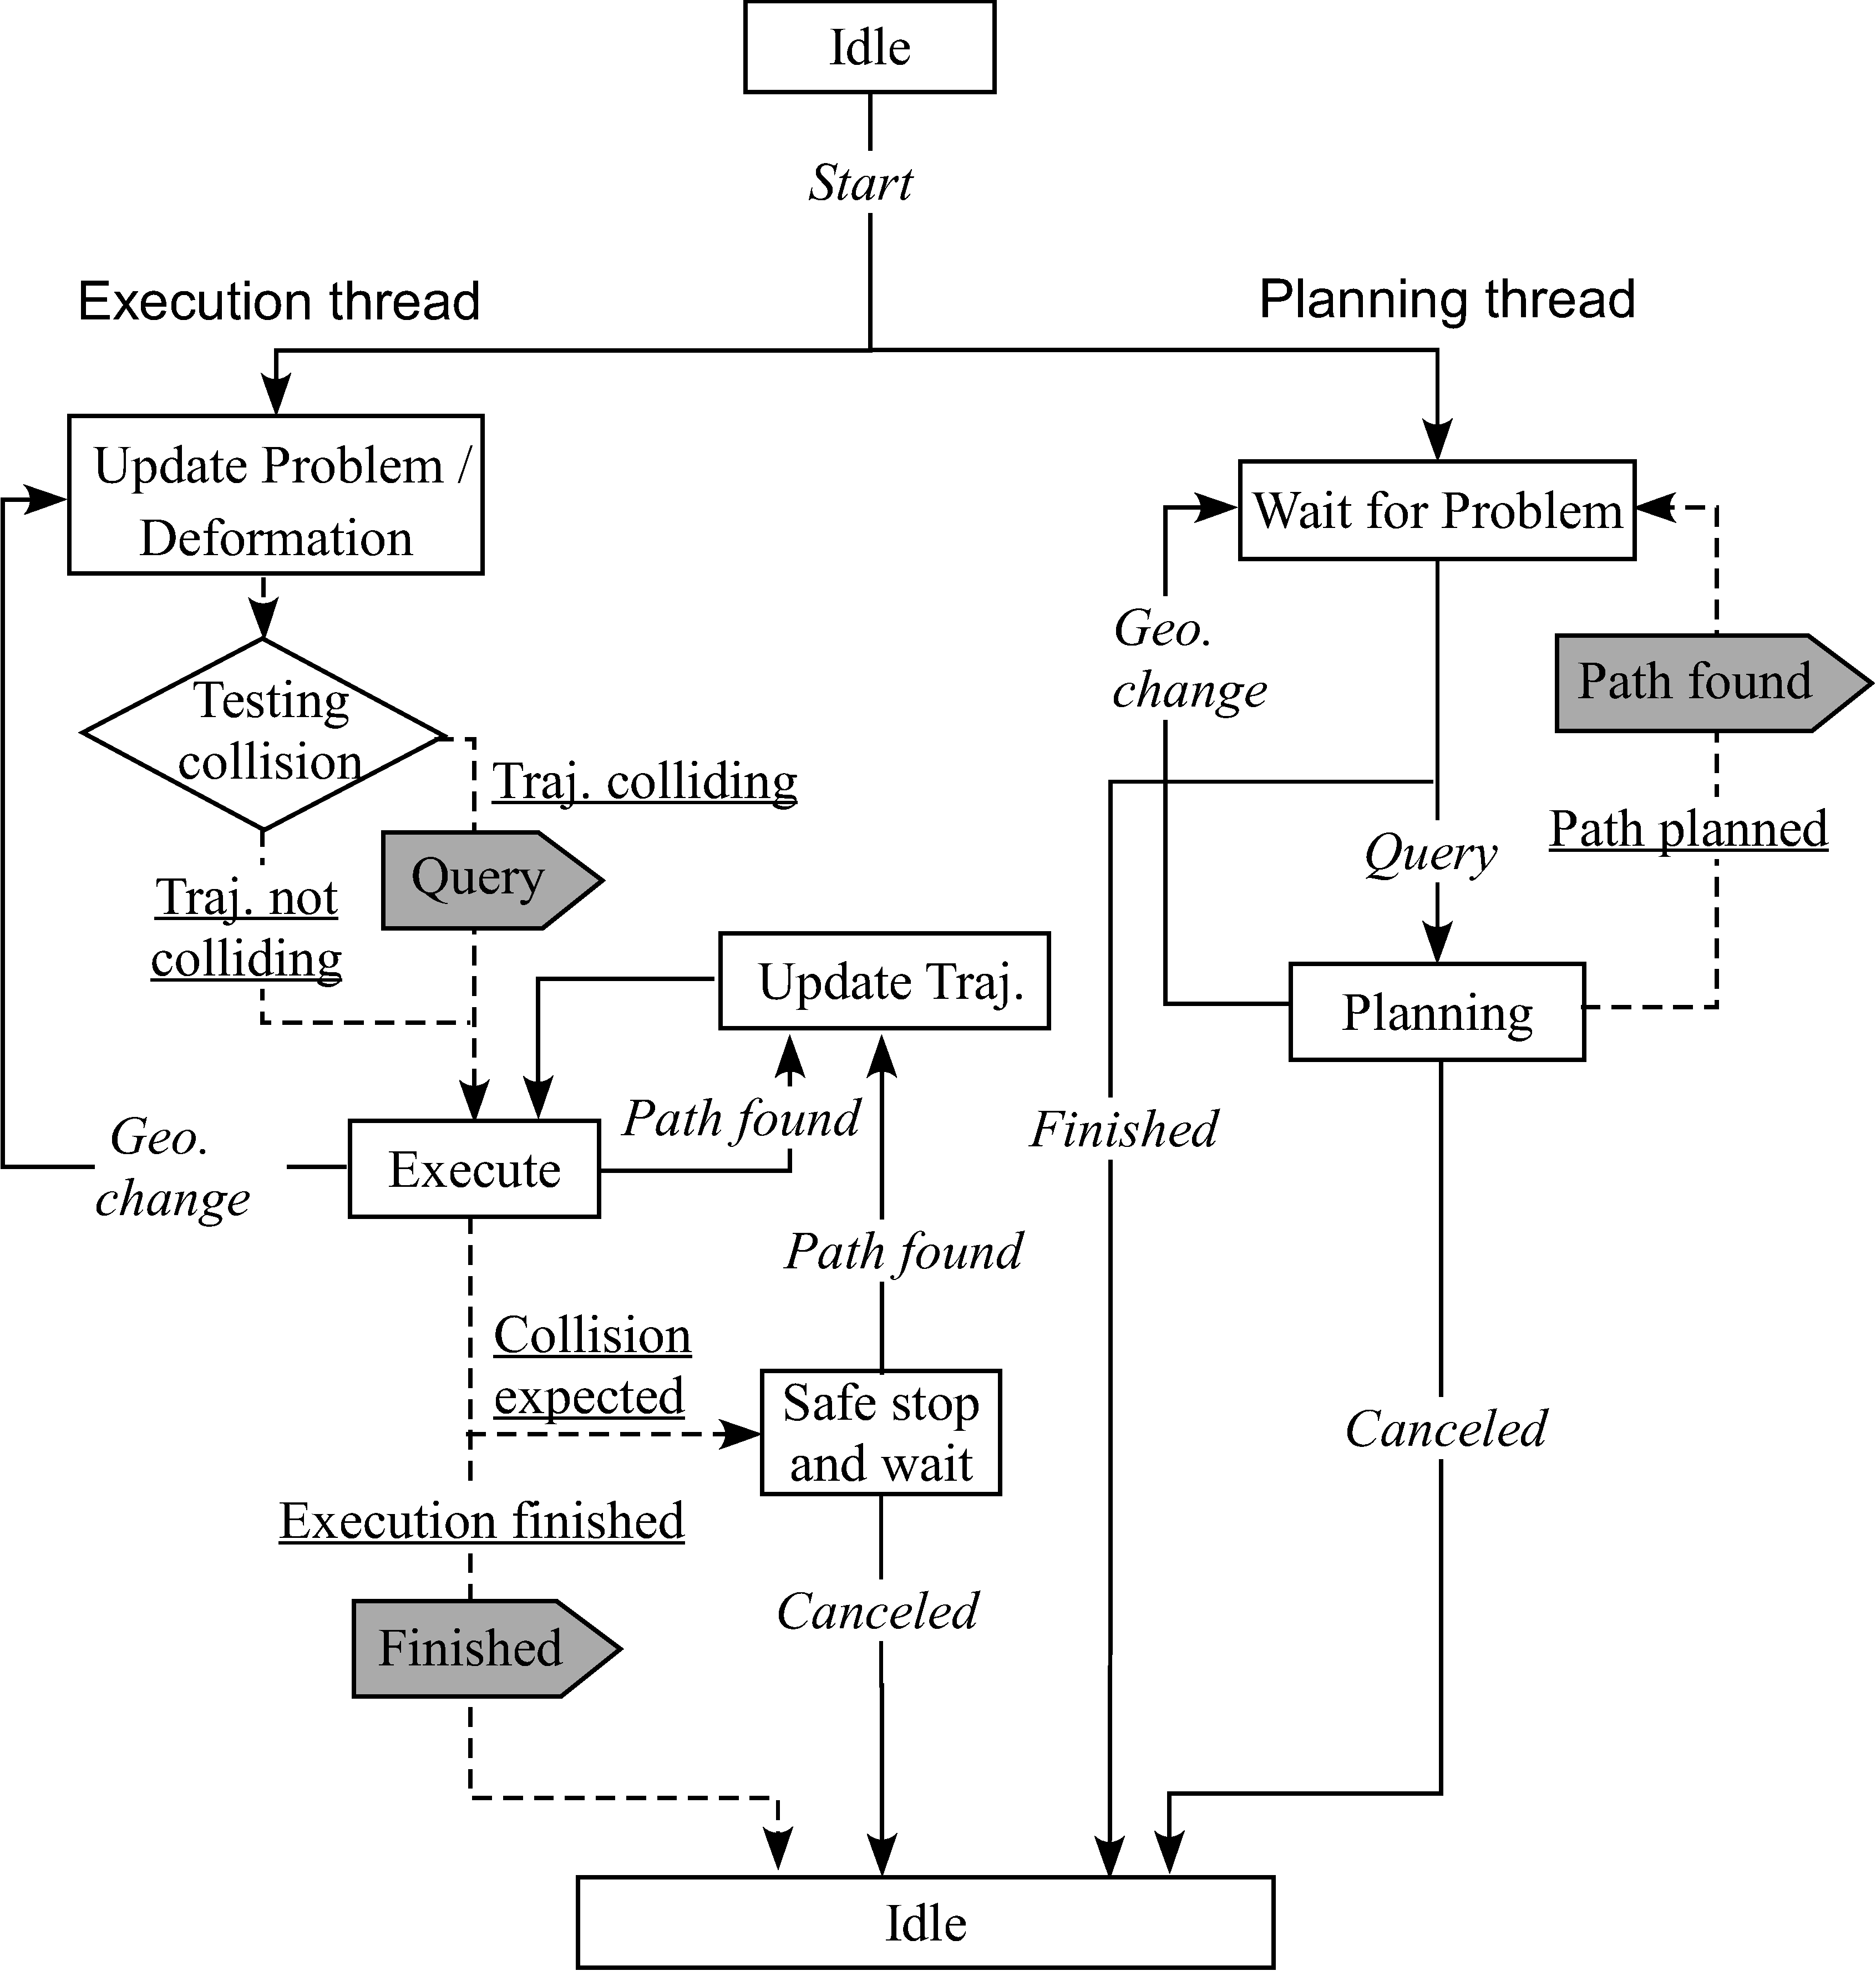 Idle
Start
Execution thread
Planning thread
Update Problem /
Deformation
Wait for Problem
Testing
collision
Traj. colliding
Query
Traj. not
colliding
Geo.
change
Path found
Path planned
Query
Update Traj.
Planning
Path found
Finished
Geo.
change
Execute
Path found
Collision
expected
Safe stop
and wait
Canceled
Execution finished
Finished
Canceled
Idle